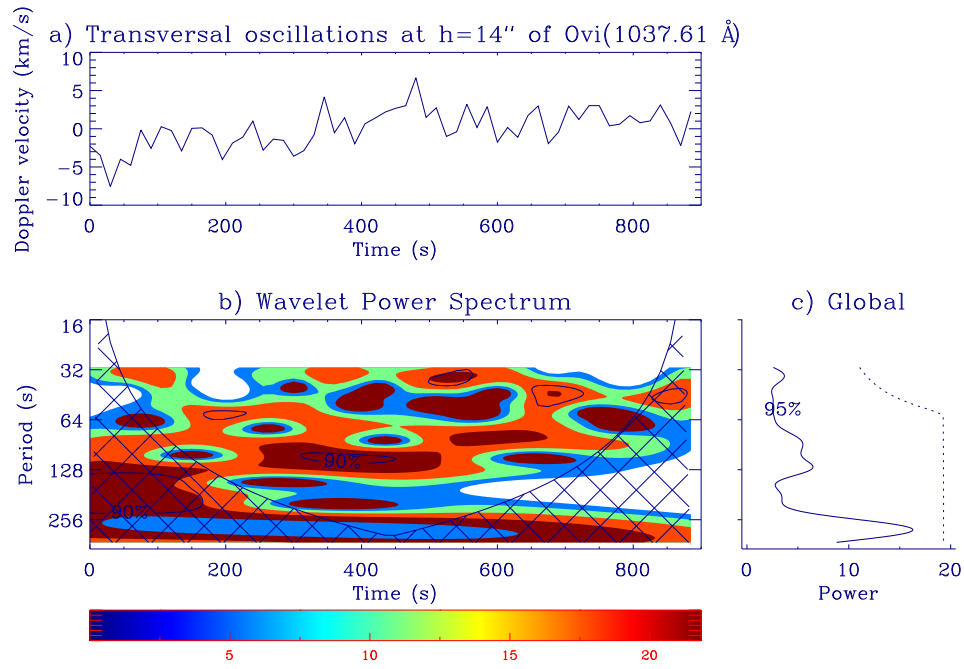 a) Transversal oscillations at h=14" of Ovi(1037.61 Å)
Doppler velocity (km/s)
10
5
0
−5
−10
0 200 400 600 800
Time (s)
b) Wavelet Power Spectrum
Period (s)
16
32
64
128
256
90%
90%
0 200 400 600 800
Time (s)
c) Global
95%
0 10 20
Power
5 10 15 20